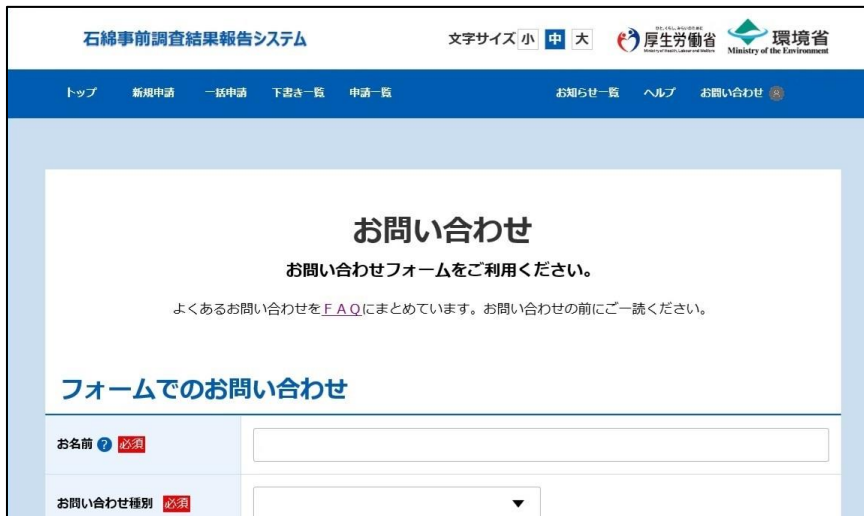 石綿事前調査結果報告システム 文字サイズ 小 中 大 厚生労働省 環境省
Ministry of the Environment
トップ 新規申請 一括申請 下書き一覧 申請一覧 お知らせ一覧 ヘルプ お問い合わせ
お問い合わせ
お問い合わせフォームをご利用ください。
よくあるお問い合わせをＦＡＱにまとめています。お問い合わせの前にご一読ください。
フォームでのお問い合わせ
お名前 ? 必須
お問い合わせ種別 必須